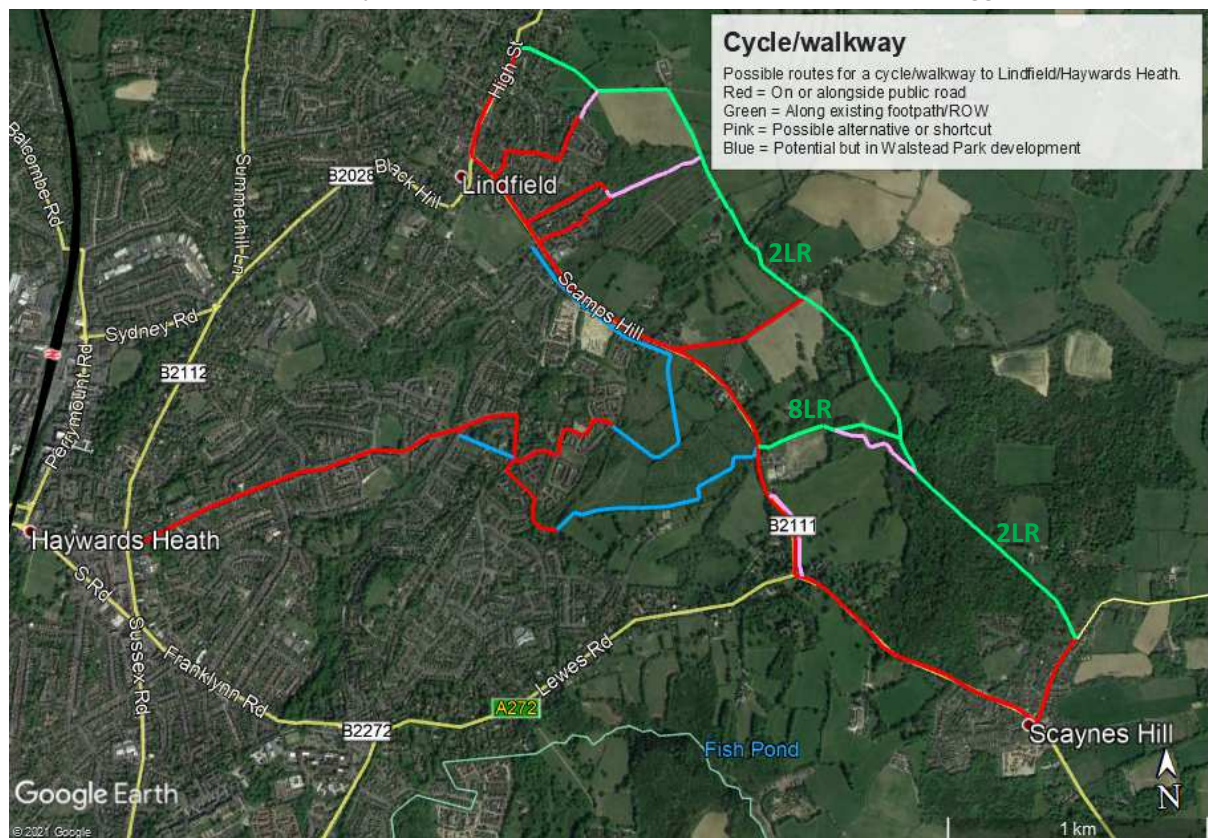 Cycle/walkway
Possible routes for a cycle/walkway to Lindfield/Haywards Heath.
Red = On or alongside public road
Green = Along existing footpath/ROW
Pink = Possible alternative or shortcut
Blue = Potential but in Walstead Park development
High St
Balcombe Rd
Summerhill Ln
B2028
Black Hill
Lindfield
2LR
Scamps Hill
Sydney Rd
B2112
Perrymount Rd
8LR
Haywards Heath
B2111
2LR
S Rd
Sussex Rd
Franklynn Rd
Lewes Rd
A272
B2272
Fish Pond
Scaynes Hill
N
Google Earth
© 2021 Google
1 km